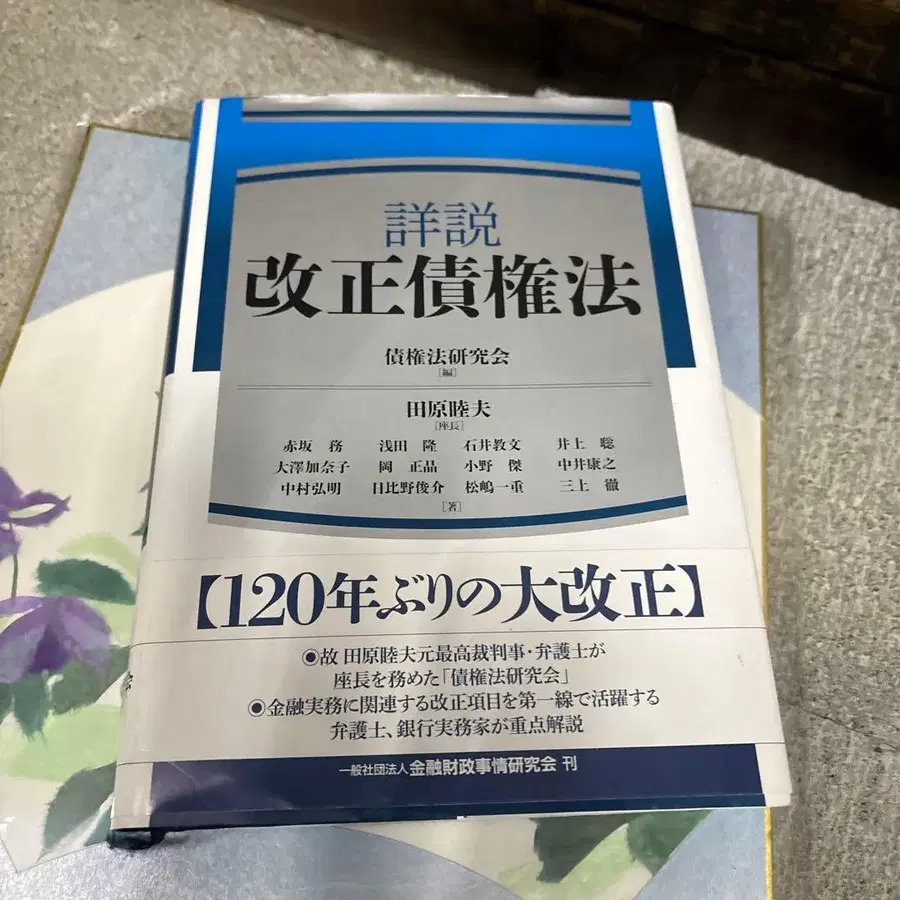 詳説
改正債権法
債権法研究会
[編]
田原睦夫
[座長]
赤坂 務 浅田 隆 石井教文 井上 聡
大澤加奈子 岡 正晶 小野 傑 中井康之
中村弘明 日比野俊介 松嶋一重 三上 徹
[著]
【120年ぶりの大改正】
◉故 田原睦夫元最高裁判事・弁護士が
座長を務めた「債権法研究会」
◉金融実務に関連する改正項目を第一線で活躍する
弁護士、銀行実務家が重点解説
一般社団法人 金融財政事情研究会 刊